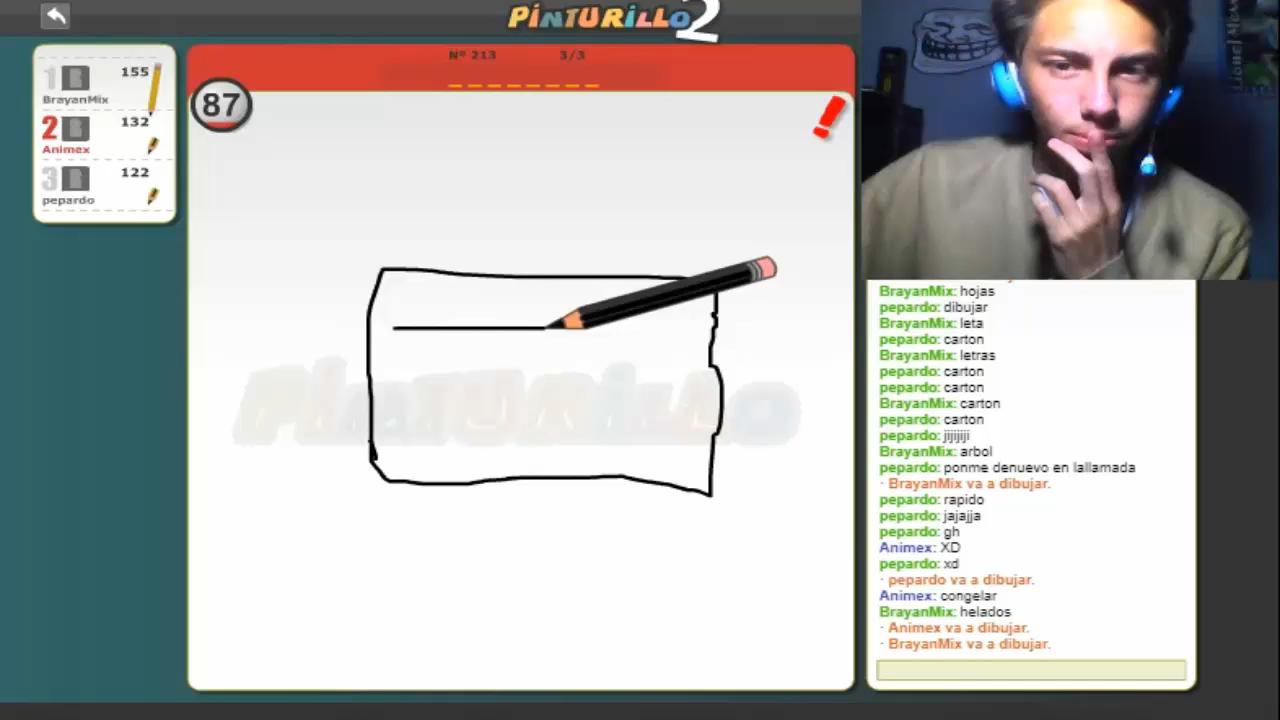 PINTURILLO 2
Nº 213 3/3
87
1 155
BrayanMix
2 132
Animex
3 122
pepardo
PINTURILLO
BrayanMix: hojas
pepardo: dibujar
BrayanMix: leta
pepardo: carton
BrayanMix: letras
pepardo: carton
pepardo: carton
BrayanMix: carton
pepardo: carton
pepardo: jijijiji
BrayanMix: arbol
pepardo: ponme denuevo en lallamada
· BrayanMix va a dibujar.
pepardo: rapido
pepardo: jajajja
pepardo: gh
Animex: XD
pepardo: xd
· pepardo va a dibujar.
Animex: congelar
BrayanMix: helados
· Animex va a dibujar.
· BrayanMix va a dibujar.